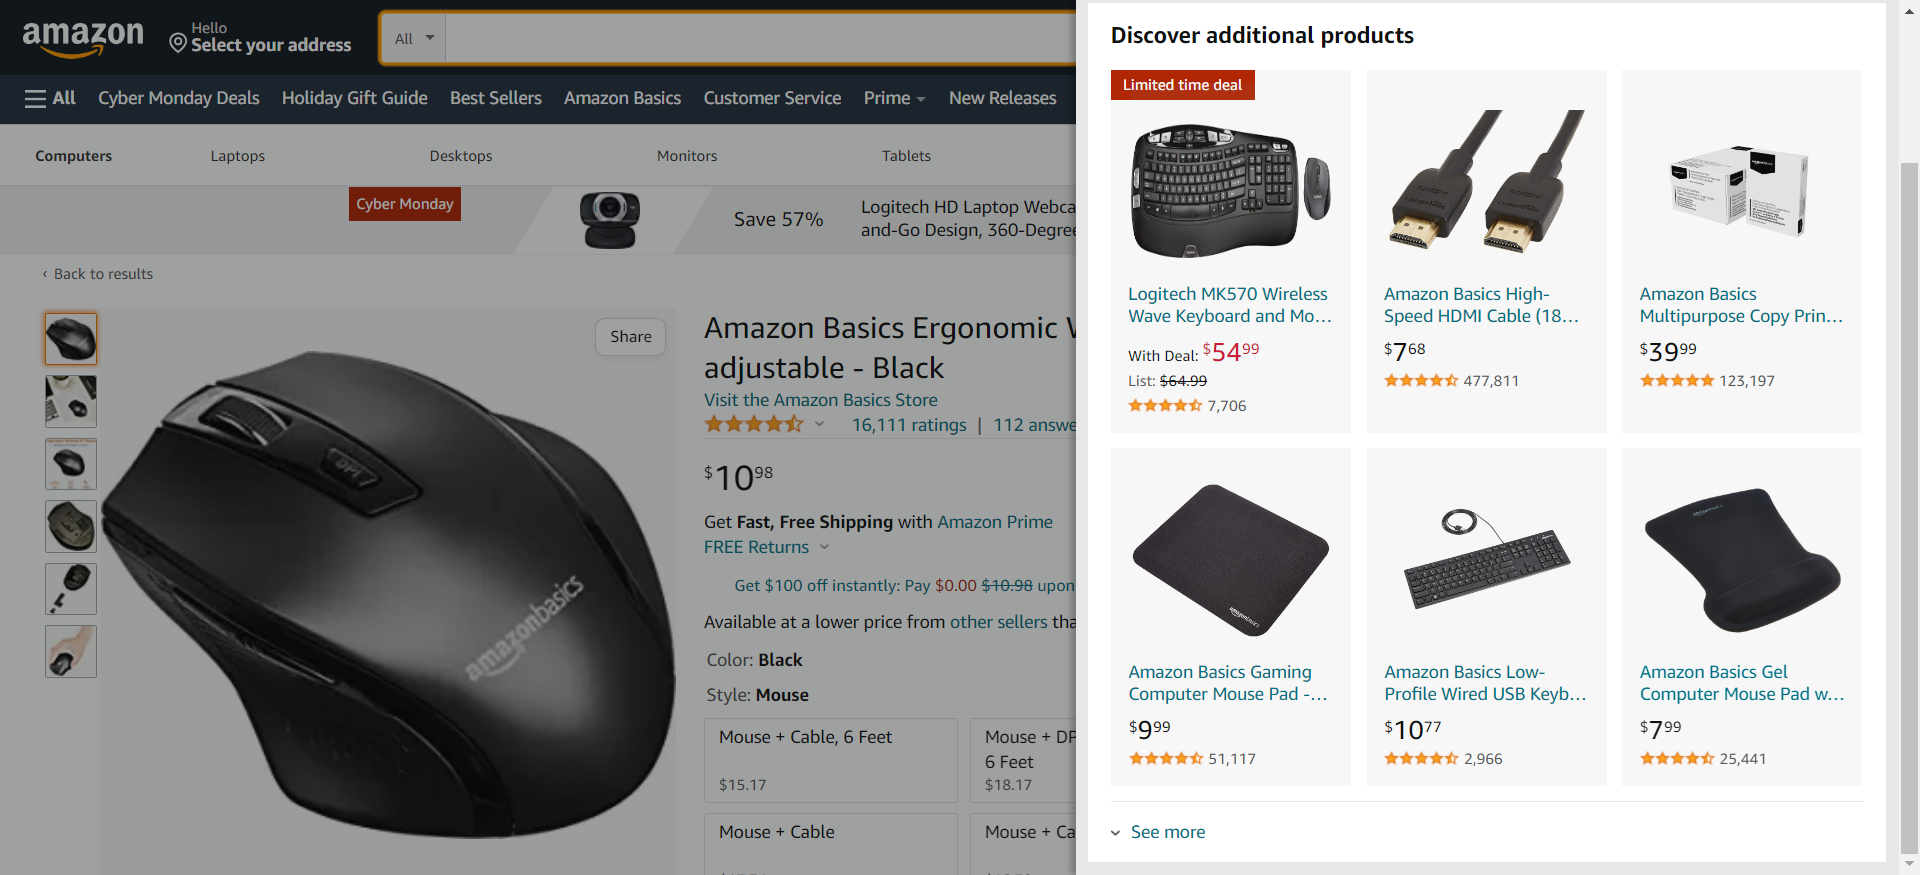 amazon
Hello
Select your address
All
All
Cyber Monday Deals
Holiday Gift Guide
Best Sellers
Amazon Basics
Customer Service
Prime
New Releases
Computers
Laptops
Desktops
Monitors
Tablets
Cyber Monday
Save 57%
Logitech HD Laptop Webca
and-Go Design, 360-Degree
‹ Back to results
Share
DPI
amazonbasics
Amazon Basics Ergonomic
adjustable - Black
Visit the Amazon Basics Store
16,111 ratings | 112 answe
$10.98
Get Fast, Free Shipping with Amazon Prime
FREE Returns
Get $100 off instantly: Pay $0.00 $10.98 upon
Available at a lower price from other sellers tha
Color: Black
Style: Mouse
Mouse + Cable, 6 Feet
$15.17
Mouse + DP
6 Feet
$18.17
Mouse + Cable
Mouse + Ca
Discover additional products
Limited time deal
Logitech MK570 Wireless
Wave Keyboard and Mo...
With Deal: $54.99
List: $64.99
7,706
Amazon Basics High-
Speed HDMI Cable (18...
$7.68
477,811
Amazon Basics
Multipurpose Copy Prin...
$39.99
123,197
amazonbasics
Amazon Basics Gaming
Computer Mouse Pad -...
$9.99
51,117
Amazon Basics Low-
Profile Wired USB Keyb...
$10.77
2,966
Amazon Basics Gel
Computer Mouse Pad w...
$7.99
25,441
See more